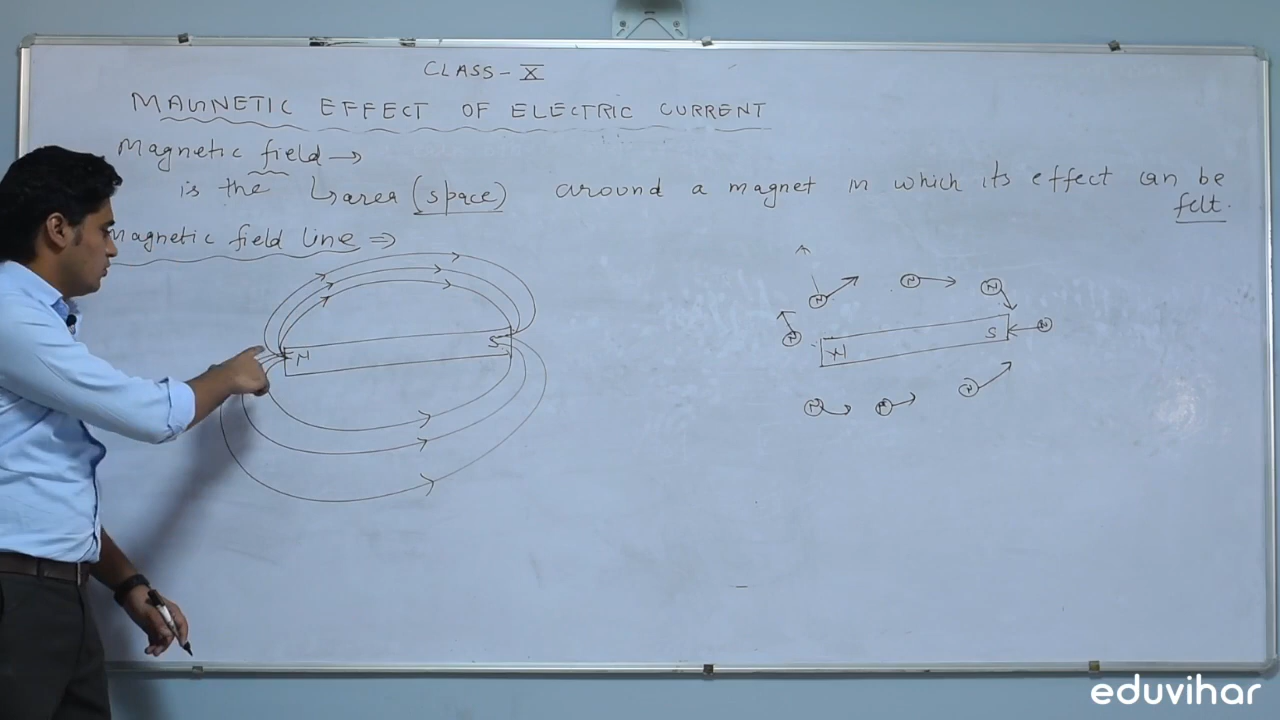 CLASS - X
MAGNETIC EFFECT OF ELECTRIC CURRENT
Magnetic field →
is the ↳ area (space) around a magnet in which its effect can be
felt.
Magnetic field line ⇒
N S
N N N
N N S N
N N N
eduvihar